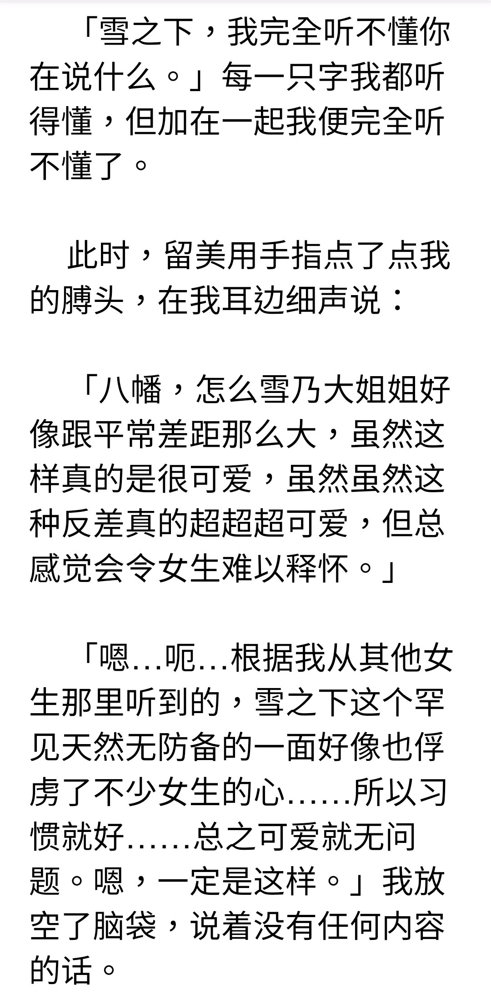 「雪之下，我完全听不懂你
在说什么。」每一只字我都听
得懂，但加在一起我便完全听
不懂了。
此时，留美用手指点了点我
的膊头，在我耳边细声说：
「八幡，怎么雪乃大姐姐好
像跟平常差距那么大，虽然这
样真的是很可爱，虽然虽然这
种反差真的超超超可爱，但总
感觉会令女生难以释怀。」
「嗯…呃…根据我从其他女
生那里听到的，雪之下这个罕
见天然无防备的一面好像也俘
虏了不少女生的心……所以习
惯就好……总之可爱就无问
题。嗯，一定是这样。」我放
空了脑袋，说着没有任何内容
的话。